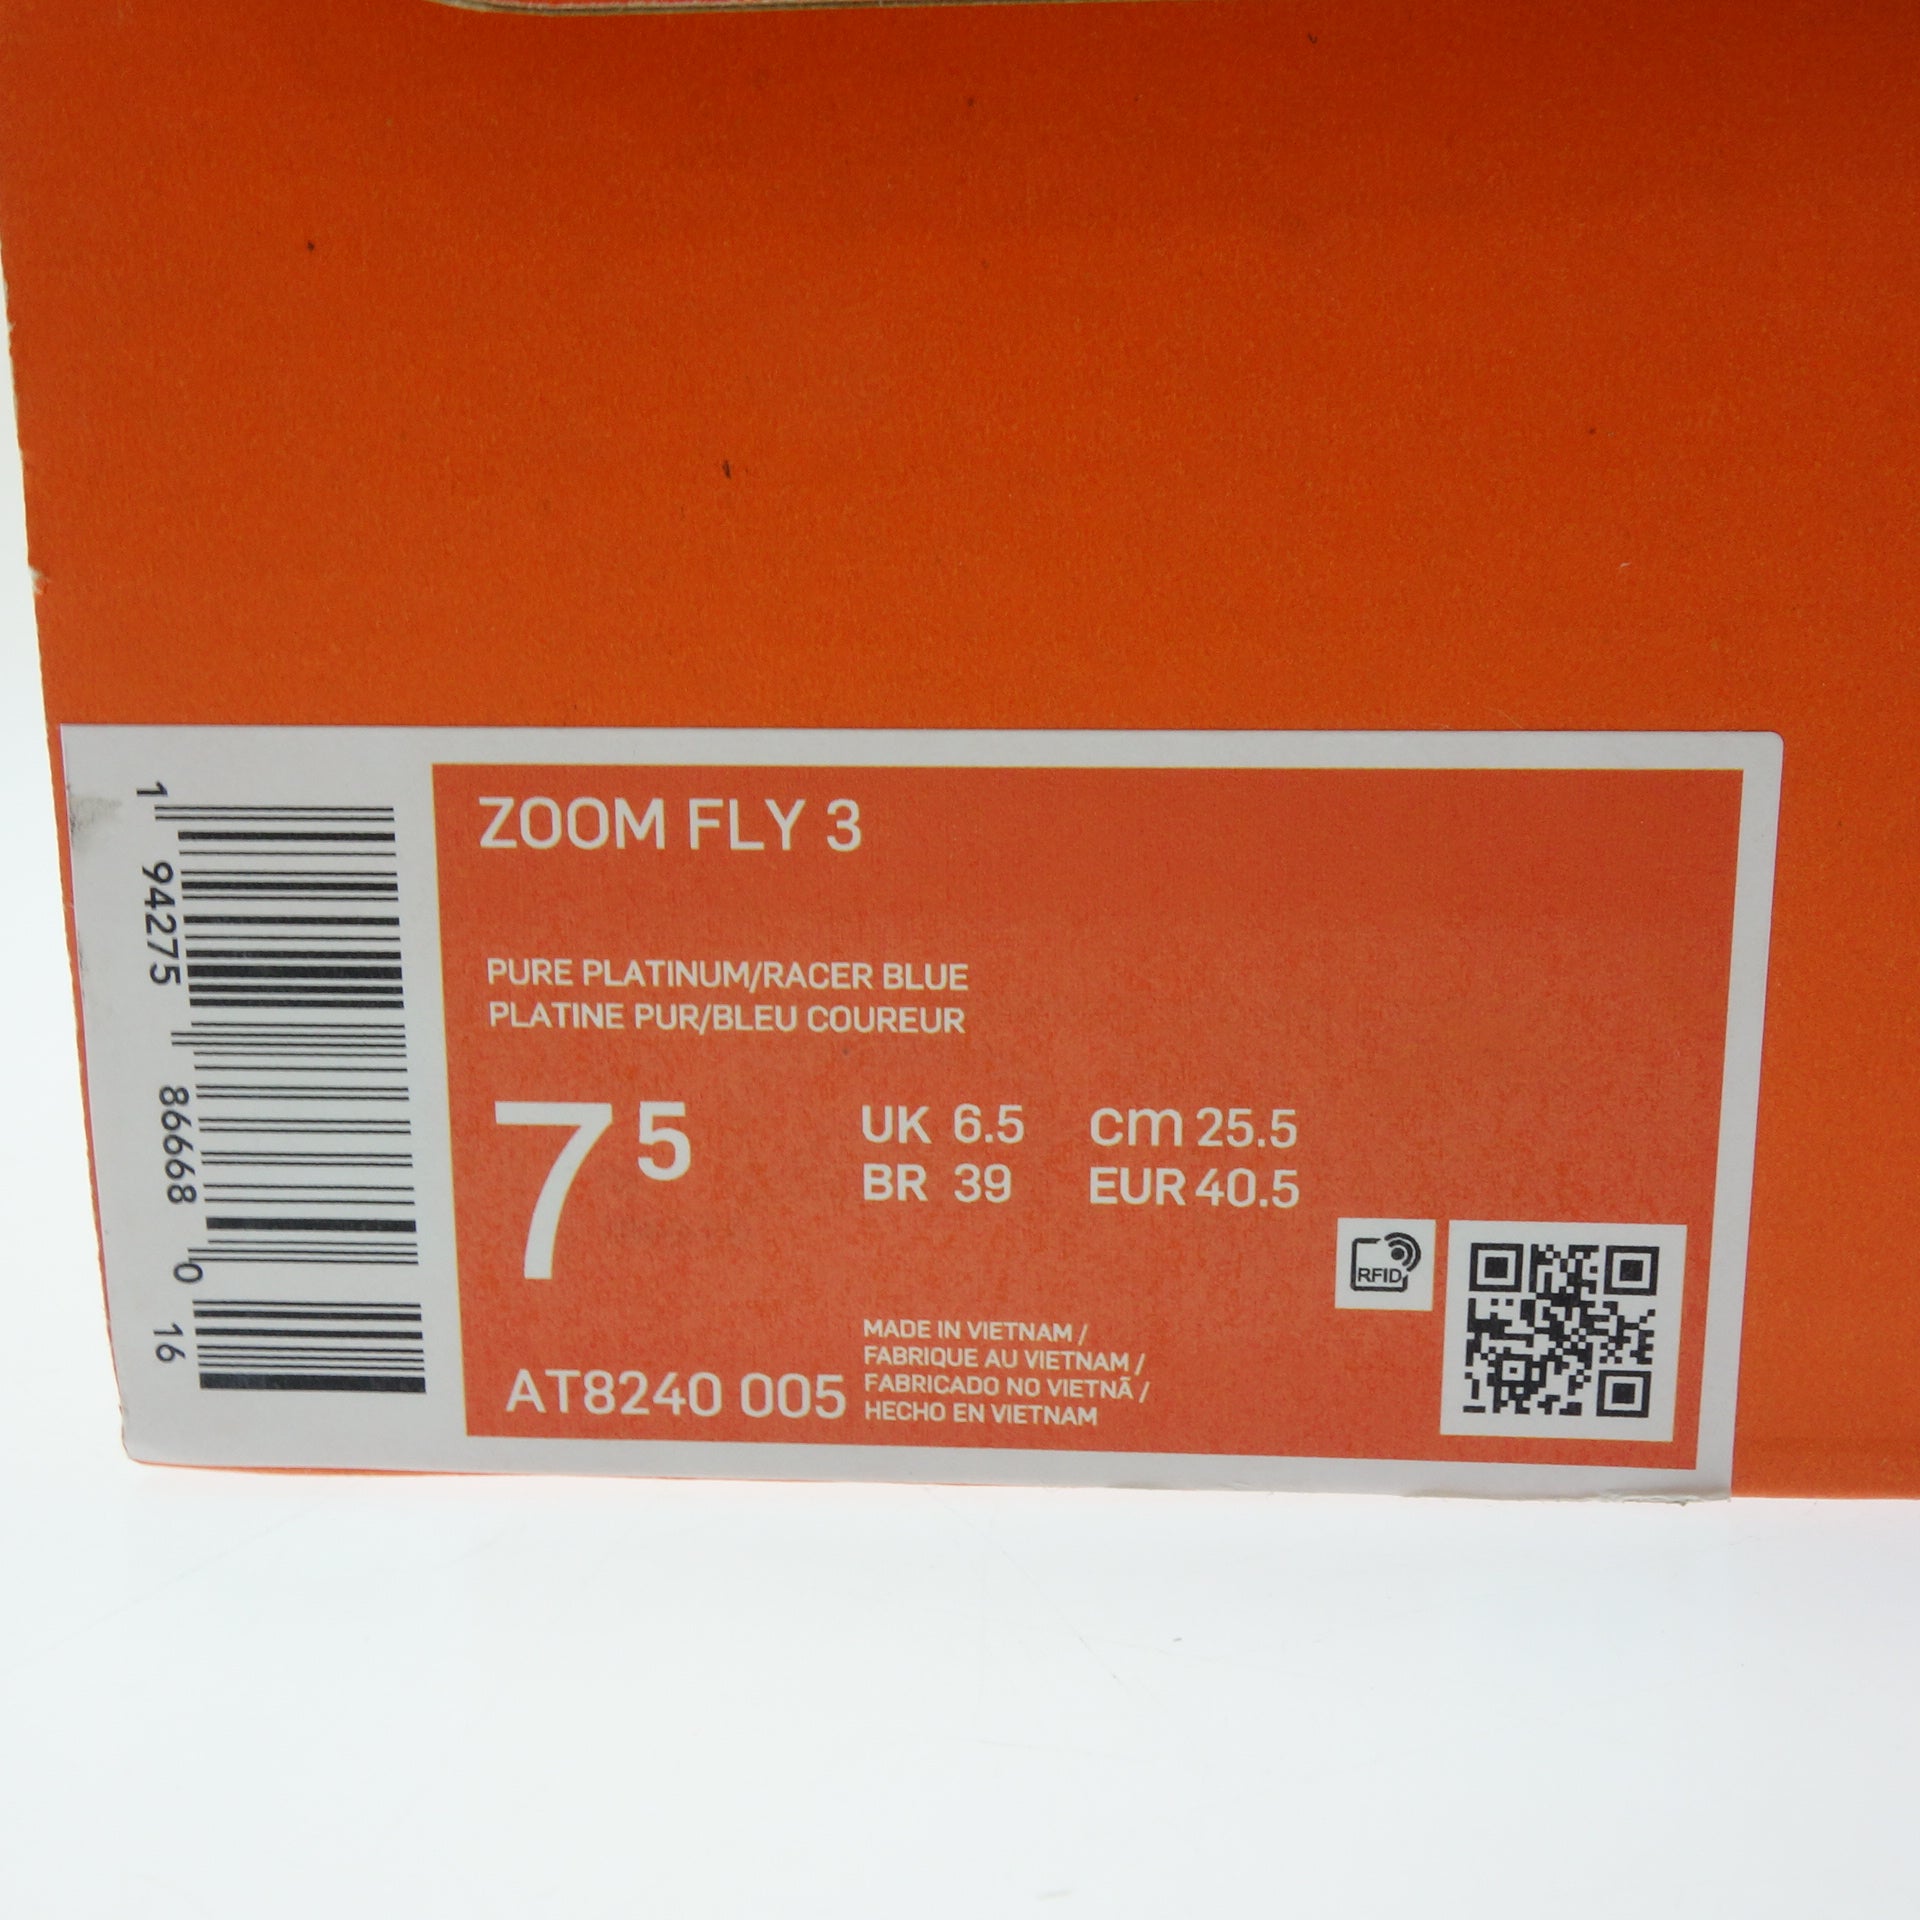 ZOOM FLY 3
PURE PLATINUM/RACER BLUE
PLATINE PUR/BLEU COUREUR
7 5
UK 6.5 cm 25.5
BR 39 EUR 40.5
RFID
AT8240 005
MADE IN VIETNAM /
FABRIQUE AU VIETNAM /
FABRICADO NO VIETNÃ /
HECHO EN VIETNAM
1 94275 86668 0 16